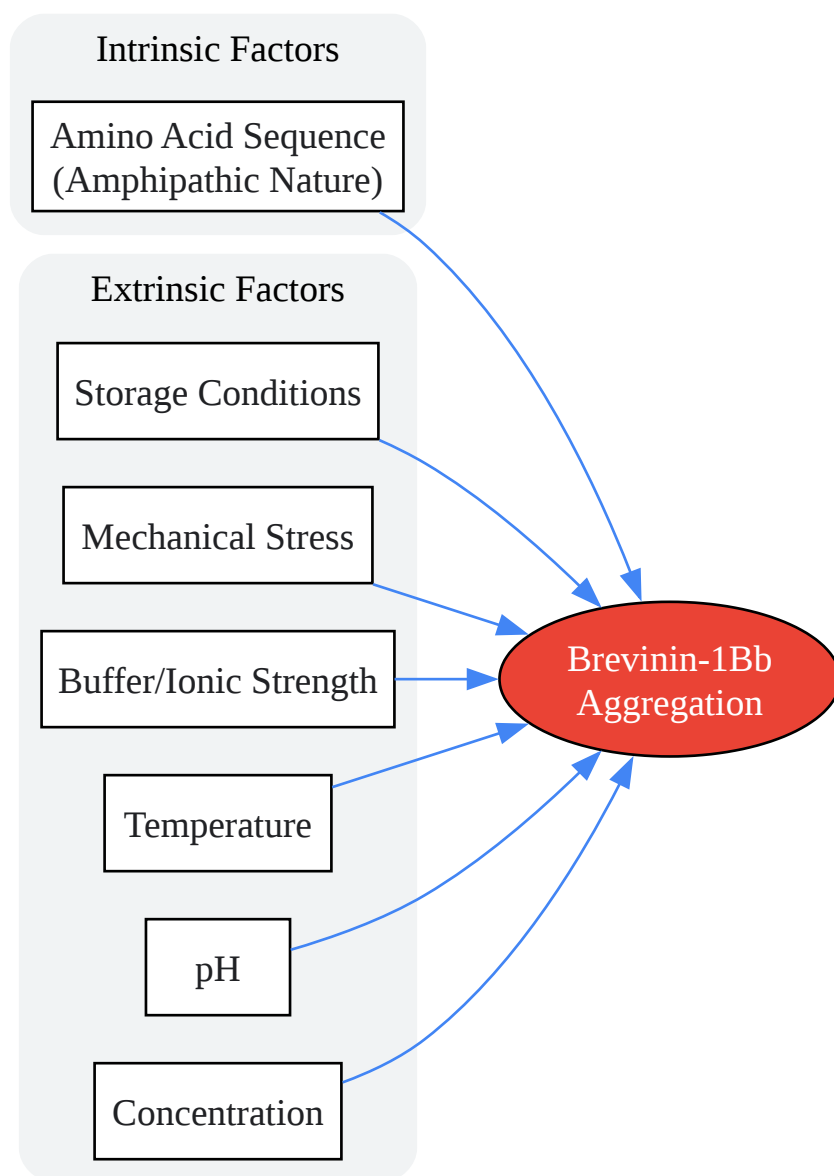 Intrinsic Factors
Amino Acid Sequence
(Amphipathic Nature)
Extrinsic Factors
Storage Conditions
Mechanical Stress
Buffer/Ionic Strength
Temperature
pH
Concentration
Brevinin-1Bb
Aggregation